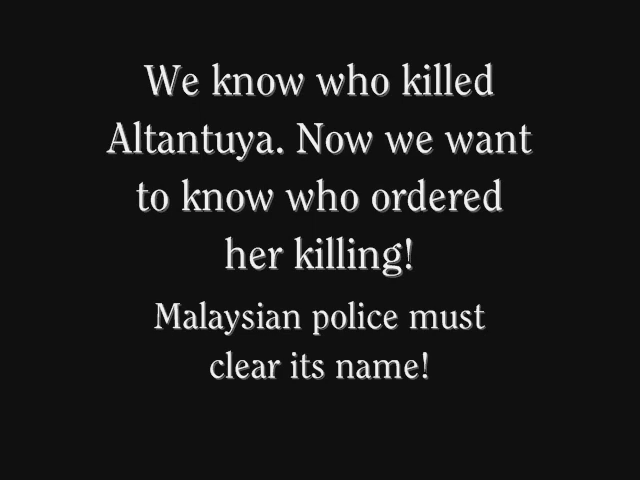 We know who killed
Altantuya. Now we want
to know who ordered
her killing!
Malaysian police must
clear its name!